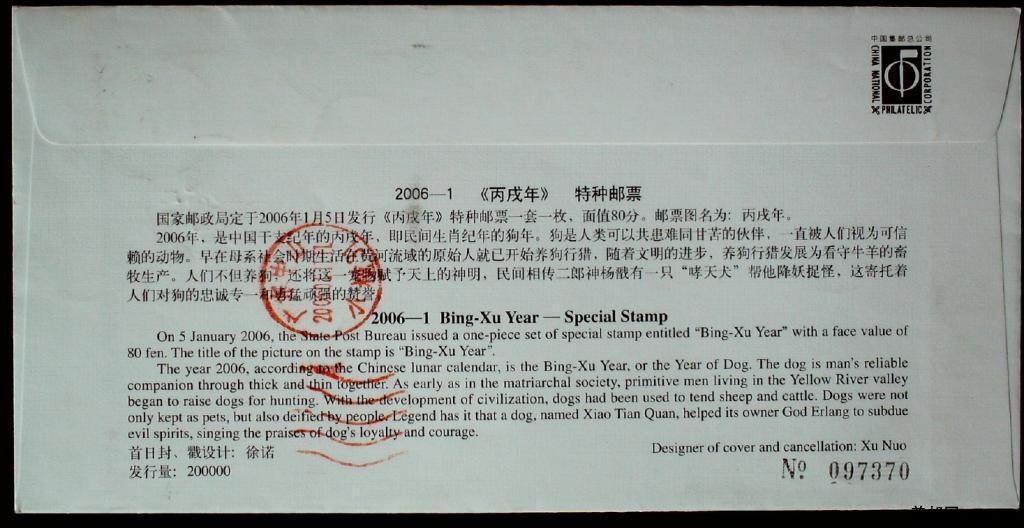 中国集邮总公司
CHINA NATIONAL
PHILATELIC
CORPORATION
2006—1 《丙戌年》 特种邮票
国家邮政局定于2006年1月5日发行《丙戌年》特种邮票一套一枚，面值80分。邮票图名为：丙戌年。
2006年，是中国干支纪年的丙戌年，即民间生肖纪年的狗年。狗是人类可以共患难同甘苦的伙伴，一直被人们视为可信
赖的动物。早在母系社会时期生活在黄河流域的原始人就已开始养狗行猎，随着文明的进步，养狗行猎发展为看守牛羊的畜
牧生产。人们不但养狗，还将这一宠物赋予天上的神明，民间相传二郎神杨戬有一只“哮天犬”帮他降妖捉怪，这寄托着
人们对狗的忠诚专一和勇猛顽强的赞誉。
2006—1 Bing-Xu Year — Special Stamp
On 5 January 2006, the State Post Bureau issued a one-piece set of special stamp entitled “Bing-Xu Year” with a face value of
80 fen. The title of the picture on the stamp is “Bing-Xu Year”.
The year 2006, according to the Chinese lunar calendar, is the Bing-Xu Year, or the Year of Dog. The dog is man's reliable
companion through thick and thin together. As early as in the matriarchal society, primitive men living in the Yellow River valley
began to raise dogs for hunting. With the development of civilization, dogs had been used to tend sheep and cattle. Dogs were not
only kept as pets, but also deified by people. Legend has it that a dog, named Xiao Tian Quan, helped its owner God Erlang to subdue
evil spirits, singing the praises of dog's loyalty and courage.
首日封、戳设计：徐诺
Designer of cover and cancellation: Xu Nuo
发行量：200000
№ 097370